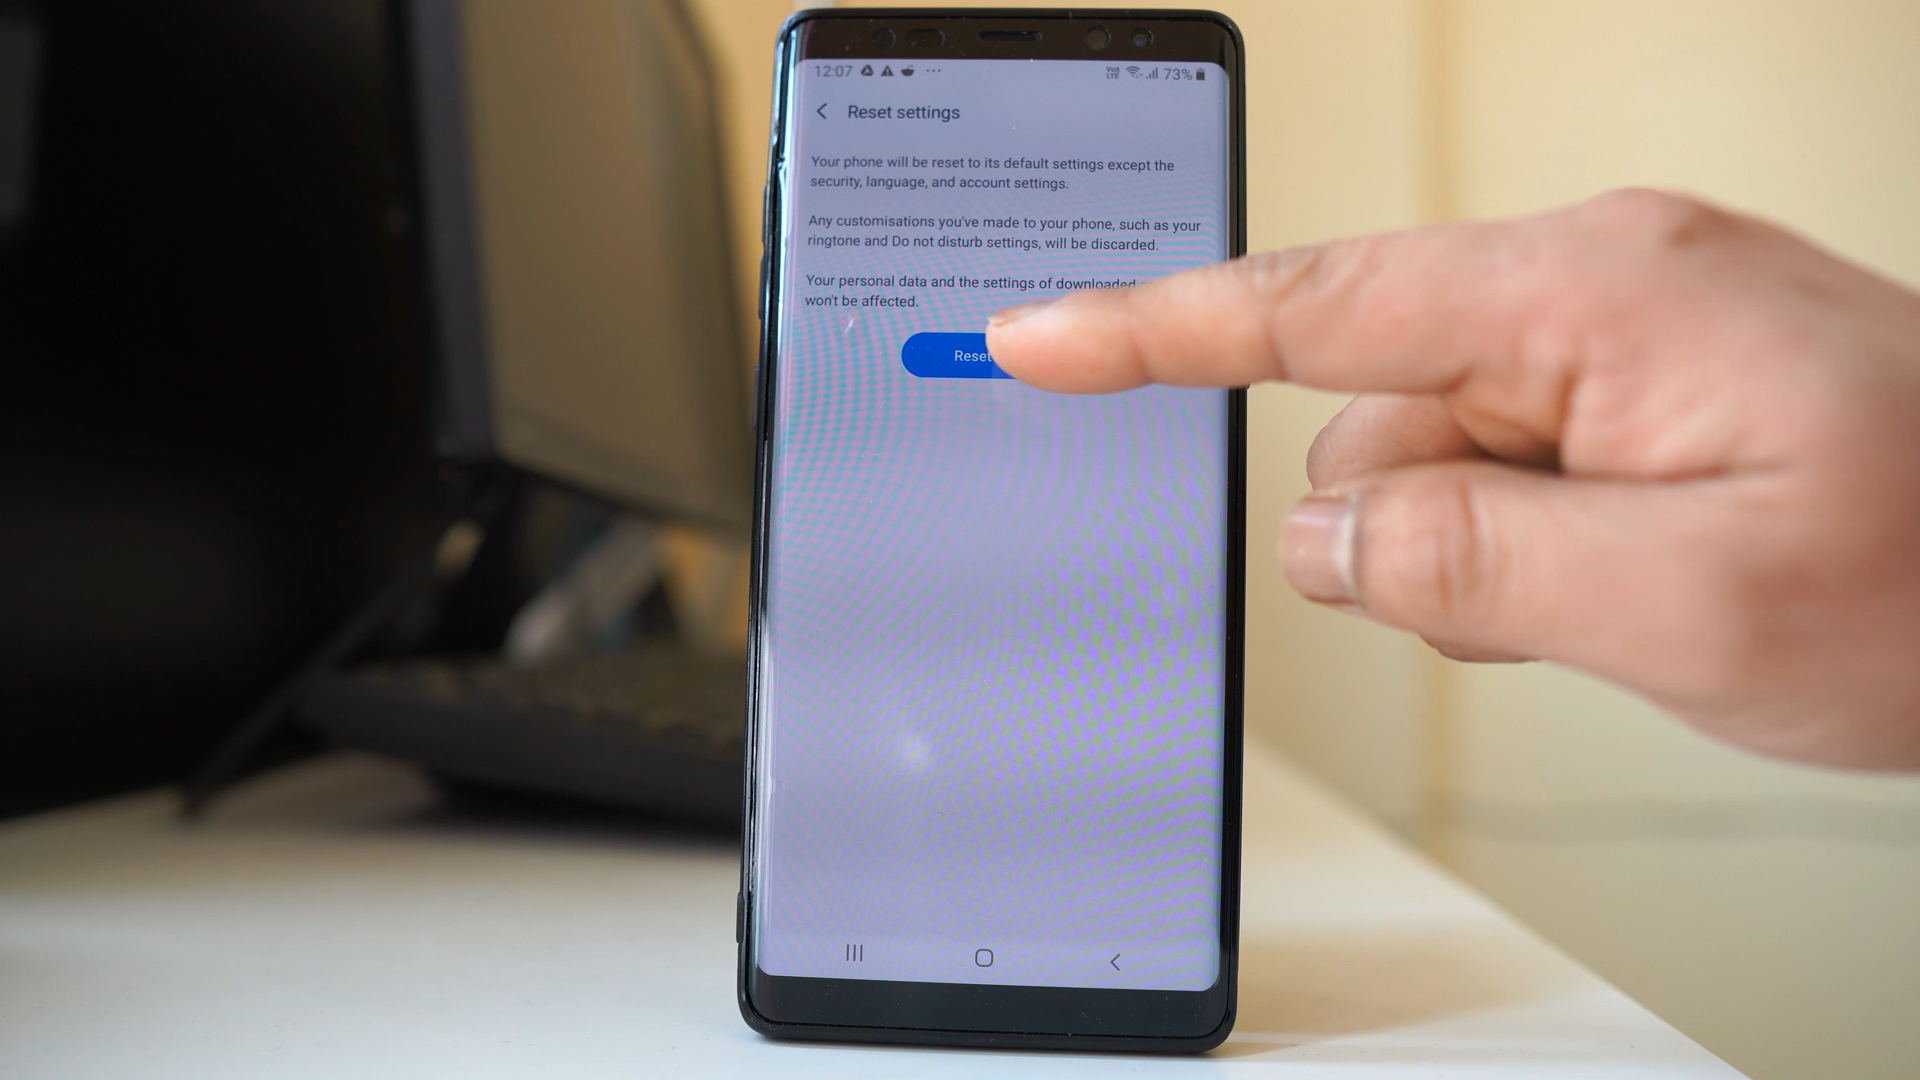 12:07
VoLTE 73%
Reset settings
Your phone will be reset to its default settings except the
security, language, and account settings.
Any customisations you've made to your phone, such as your
ringtone and Do not disturb settings, will be discarded.
Your personal data and the settings of downloaded
won't be affected.
Reset